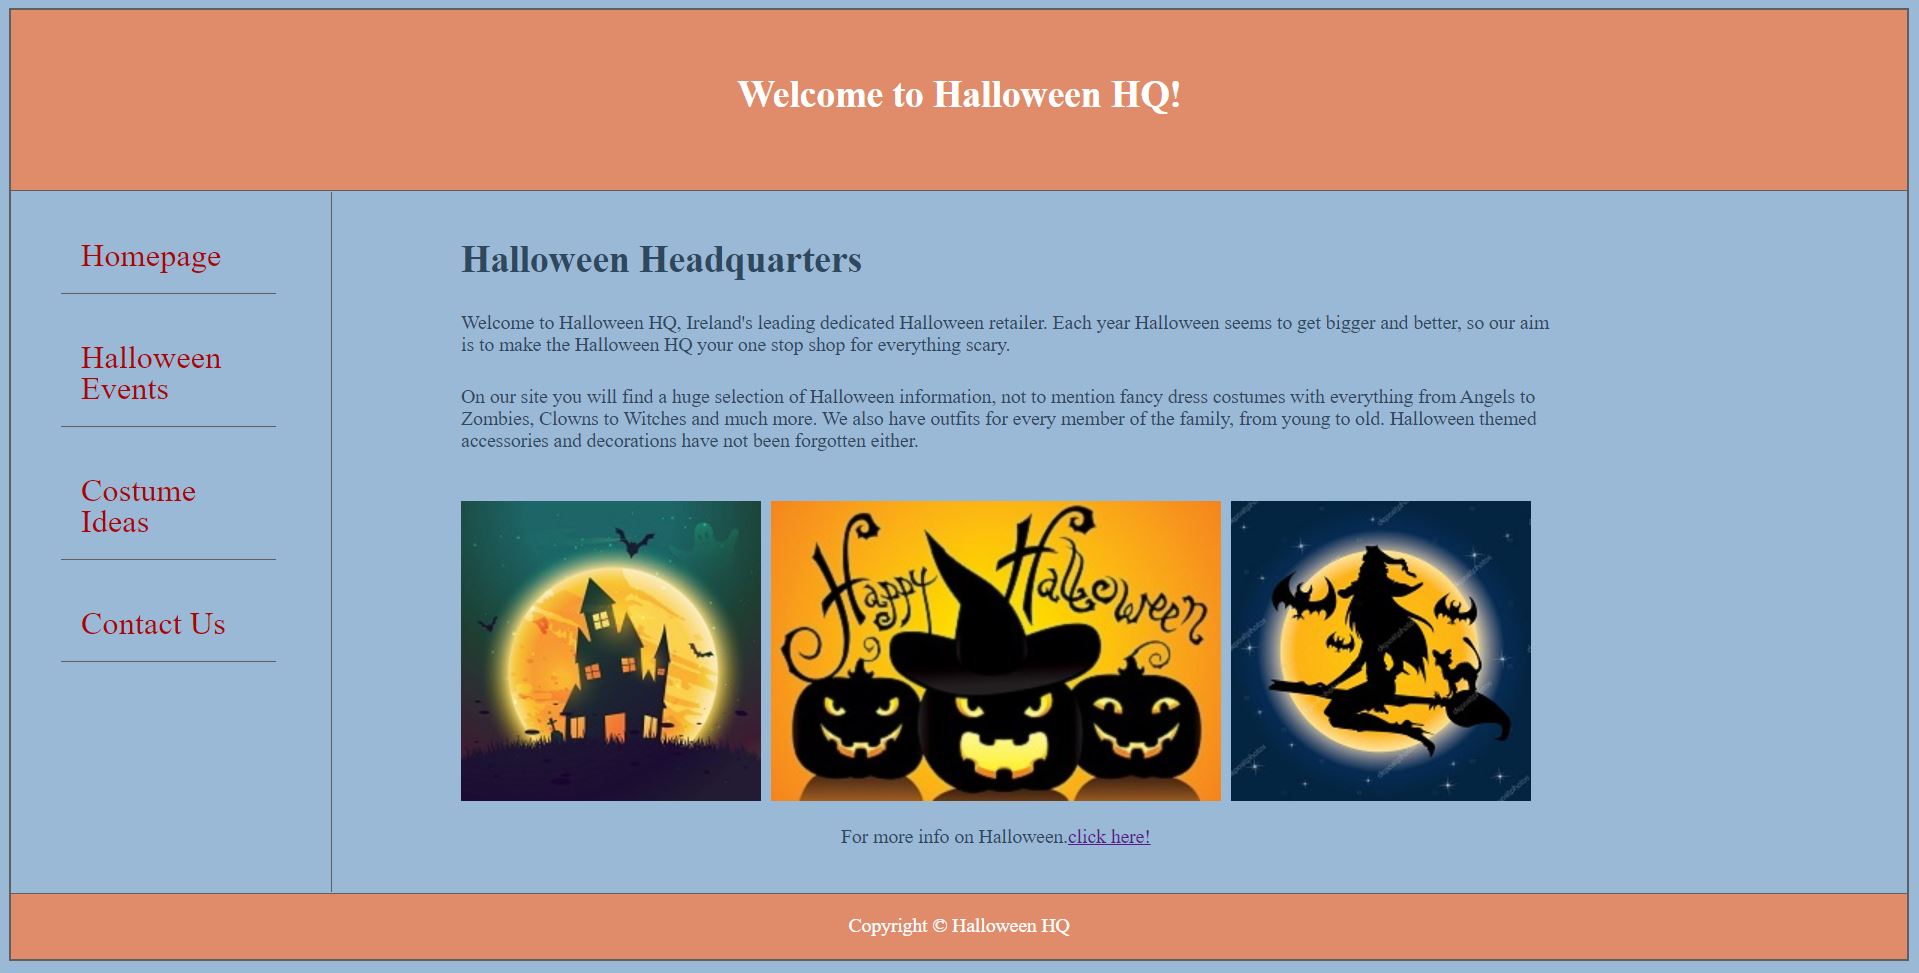 Welcome to Halloween HQ!
Homepage
Halloween
Events
Costume
Ideas
Contact Us
Halloween Headquarters
Welcome to Halloween HQ, Ireland's leading dedicated Halloween retailer. Each year Halloween seems to get bigger and better, so our aim
is to make the Halloween HQ your one stop shop for everything scary.
On our site you will find a huge selection of Halloween information, not to mention fancy dress costumes with everything from Angels to
Zombies, Clowns to Witches and much more. We also have outfits for every member of the family, from young to old. Halloween themed
accessories and decorations have not been forgotten either.
Happy Halloween
depositphotos
depositphotos
depositphotos
depositphotos
depositphotos
For more info on Halloween.click here!
Copyright © Halloween HQ